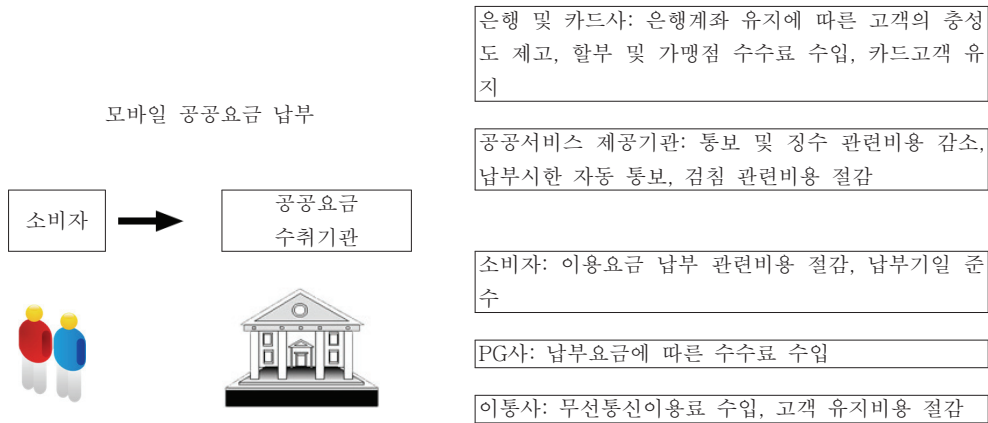 모바일 공공요금 납부
소비자
공공요금
수취기관
은행 및 카드사: 은행계좌 유지에 따른 고객의 충성
도 제고, 할부 및 가맹점 수수료 수입, 카드고객 유
지
공공서비스 제공기관: 통보 및 징수 관련비용 감소,
납부시한 자동 통보, 검침 관련비용 절감
소비자: 이용요금 납부 관련비용 절감, 납부기일 준
수
PG사: 납부요금에 따른 수수료 수입
이통사: 무선통신이용료 수입, 고객 유지비용 절감